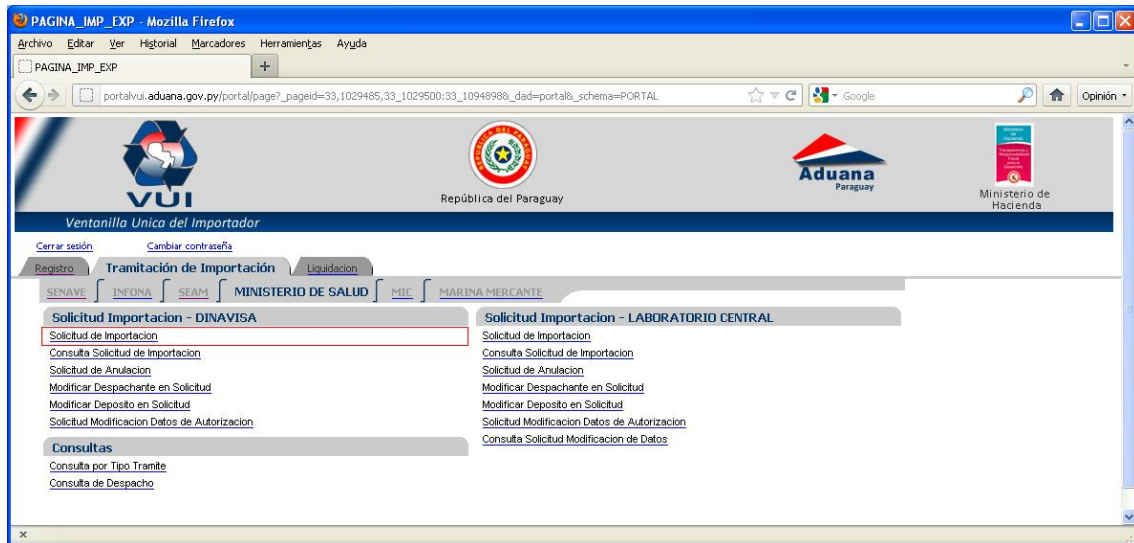 PAGINA_IMP_EXP - Mozilla Firefox
Archivo Editar Ver Historial Marcadores Herramientas Ayuda
PAGINA_IMP_EXP
portalvui.aduana.gov.py/portal/page?_pageid=33,1029485,33_1029500:33_1094898&_dad=portal&_schema=PORTAL
Google
Opinión
VUI
República del Paraguay
Aduana
Paraguay
Ministerio de
Hacienda
Ventanilla Unica del Importador
Cerrar sesión Cambiar contraseña
Registro Tramitación de Importación Liquidacion
SENAVE INFONA SEAM MINISTERIO DE SALUD MIC MARINA MERCANTE
Solicitud Importacion - DINAVISA
Solicitud de Importacion
Consulta Solicitud de Importacion
Solicitud de Anulacion
Modificar Despachante en Solicitud
Modificar Deposito en Solicitud
Solicitud Modificacion Datos de Autorizacion
Consultas
Consulta por Tipo Tramite
Consulta de Despacho
Solicitud Importacion - LABORATORIO CENTRAL
Solicitud de Importacion
Consulta Solicitud de Importacion
Solicitud de Anulacion
Modificar Despachante en Solicitud
Modificar Deposito en Solicitud
Solicitud Modificacion Datos de Autorizacion
Consulta Solicitud Modificacion de Datos